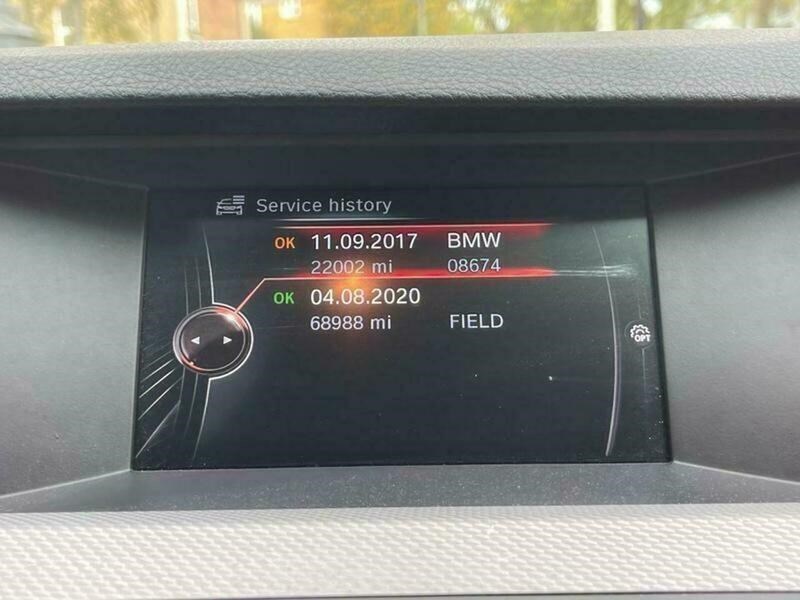 Service history
OK 11.09.2017 BMW
22002 mi 08674
OK 04.08.2020
68988 mi FIELD
OPT